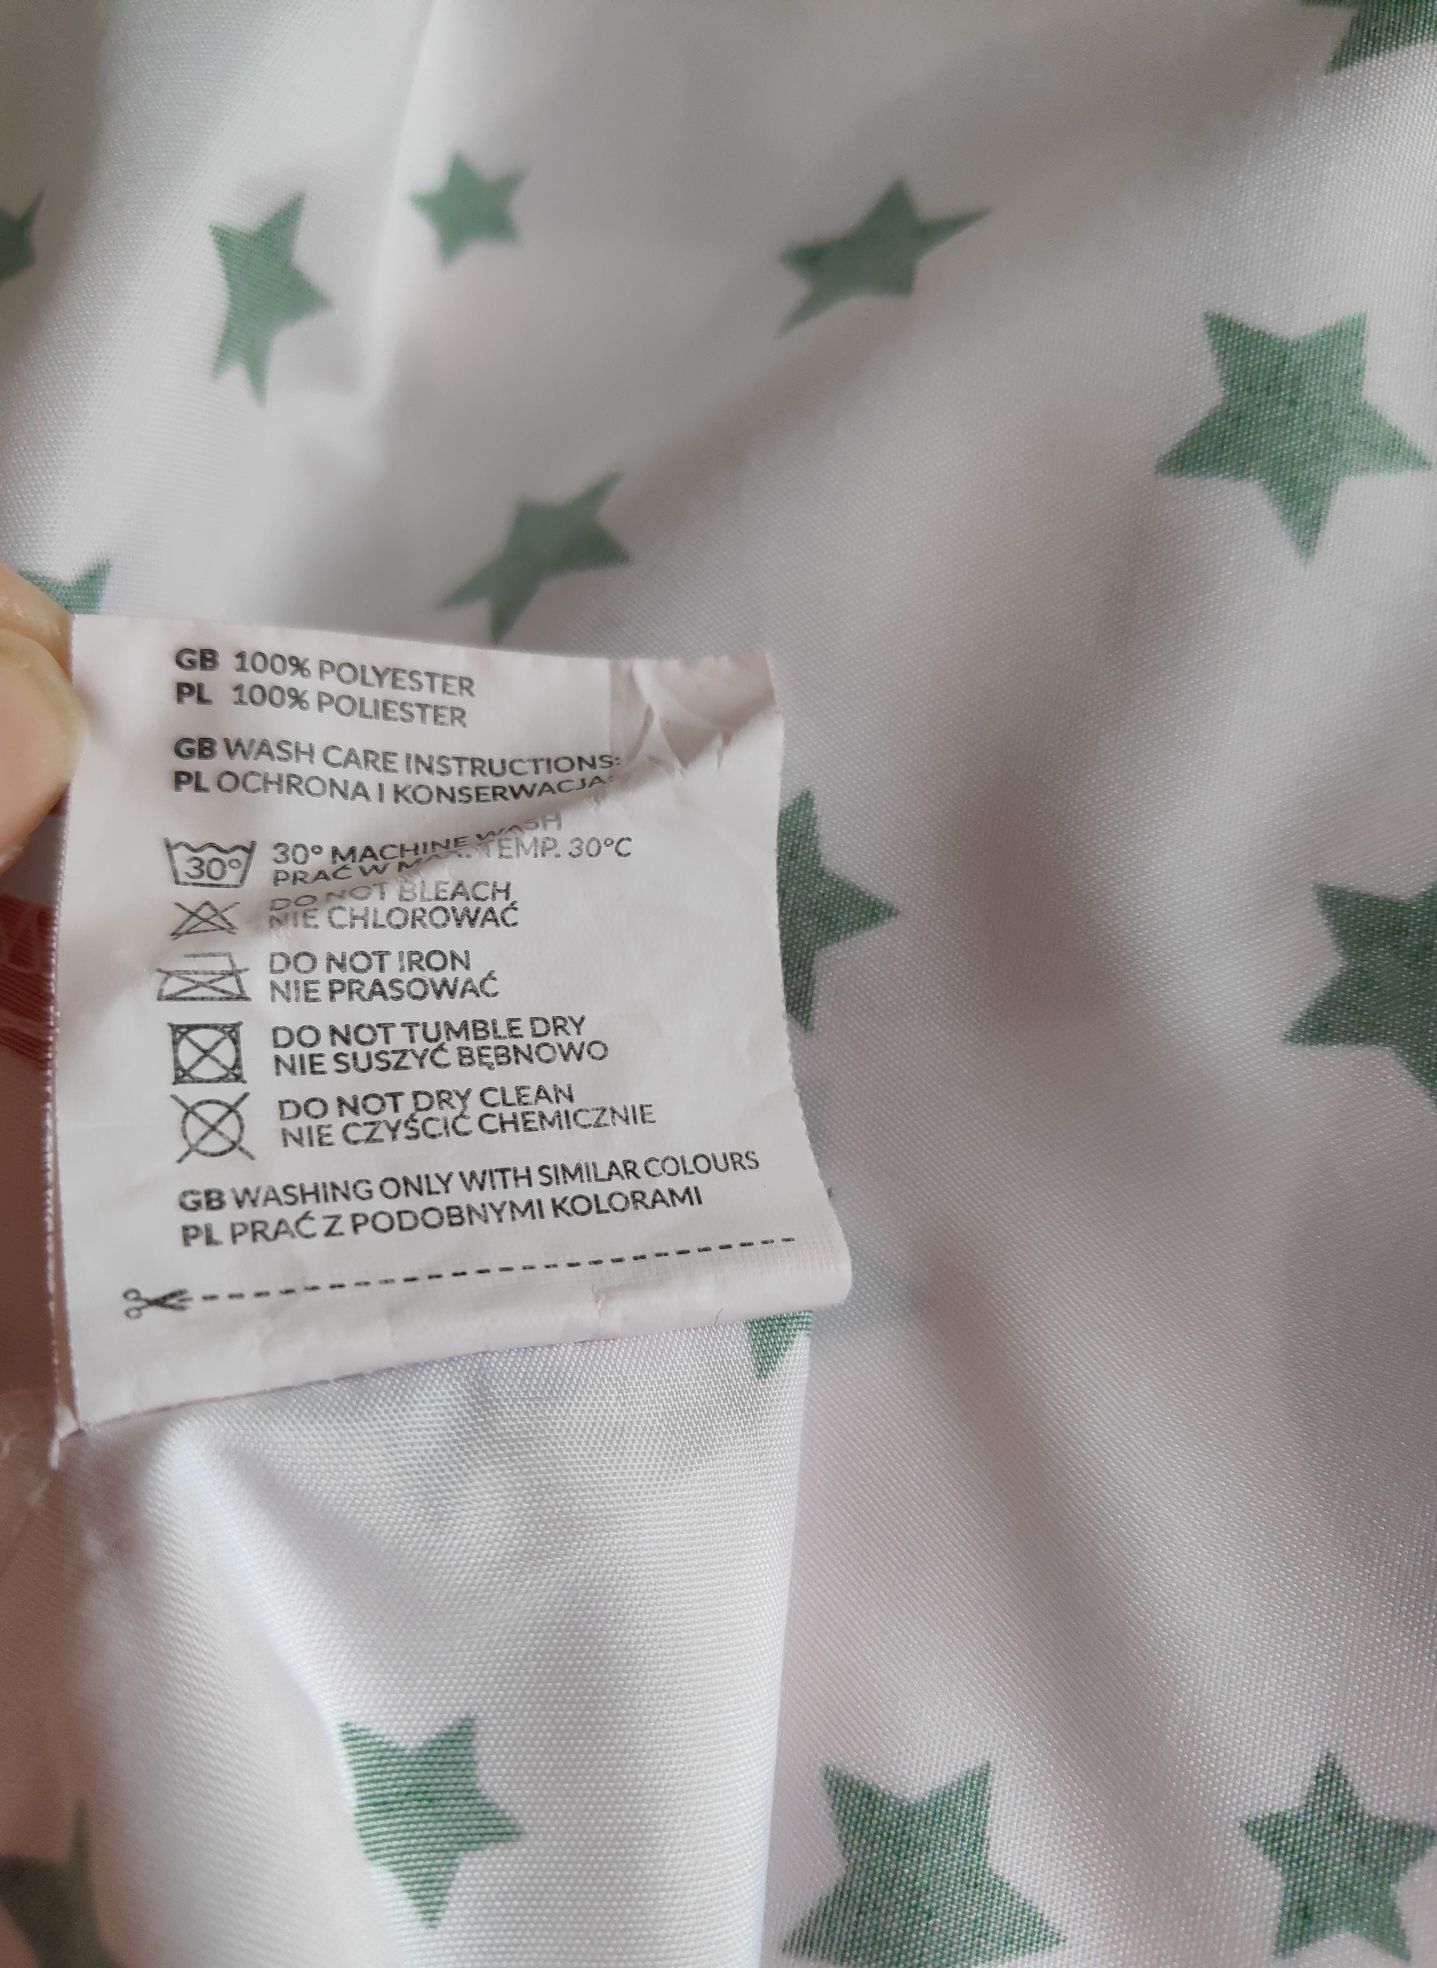 GB 100% POLYESTER
PL 100% POLIESTER
GB WASH CARE INSTRUCTIONS:
PL OCHRONA I KONSERWACJA:
30° 30° MACHINE WASH
PRAĆ W MAX. TEMP. 30°C
DO NOT BLEACH
NIE CHLOROWAĆ
DO NOT IRON
NIE PRASOWAĆ
DO NOT TUMBLE DRY
NIE SUSZYĆ BĘBNOWO
DO NOT DRY CLEAN
NIE CZYŚCIĆ CHEMICZNIE
GB WASHING ONLY WITH SIMILAR COLOURS
PL PRAĆ Z PODOBNYMI KOLORAMI